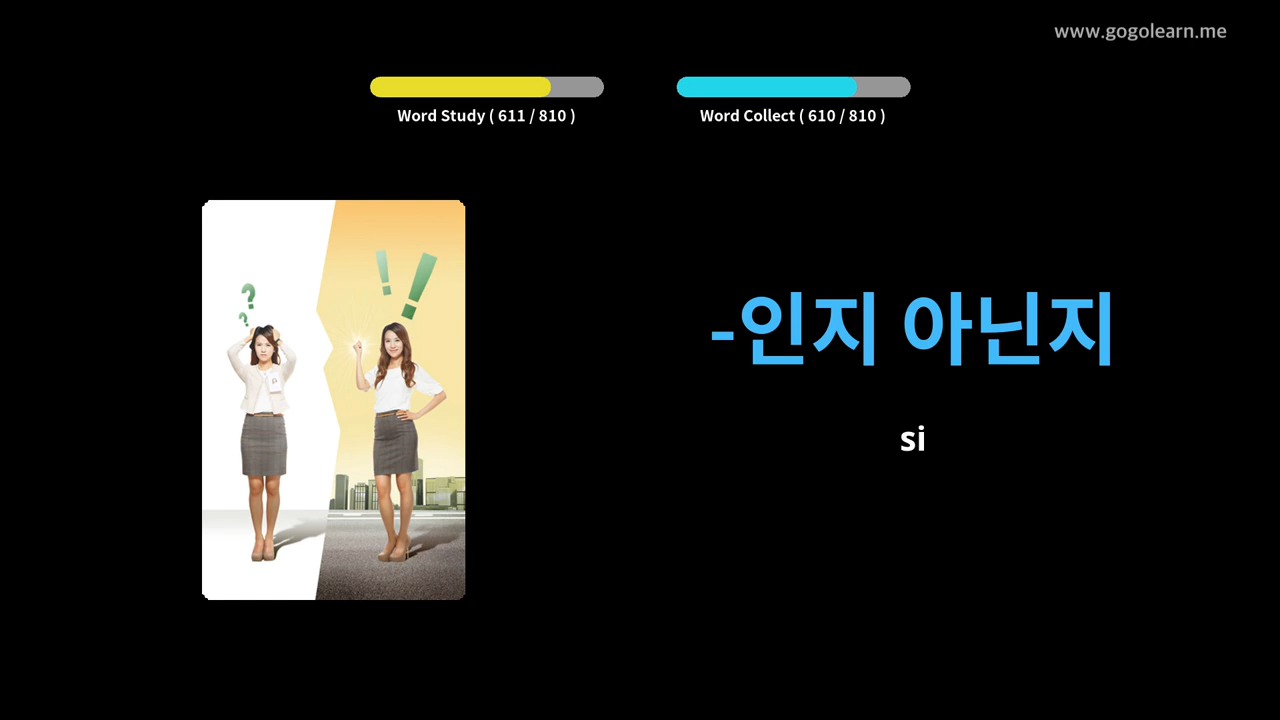 www.gogolearn.me
Word Study ( 611 / 810 )
Word Collect ( 610 / 810 )
? ?
! !
-인지 아닌지
si